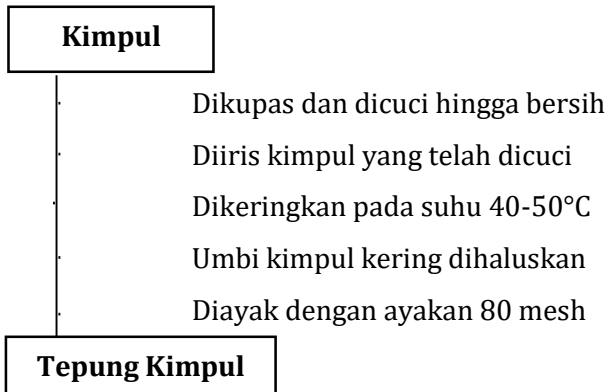 Kimpul
Dikupas dan dicuci hingga bersih
Diiris kimpul yang telah dicuci
Dikeringkan pada suhu 40-50°C
Umbi kimpul kering dihaluskan
Diayak dengan ayakan 80 mesh
Tepung Kimpul